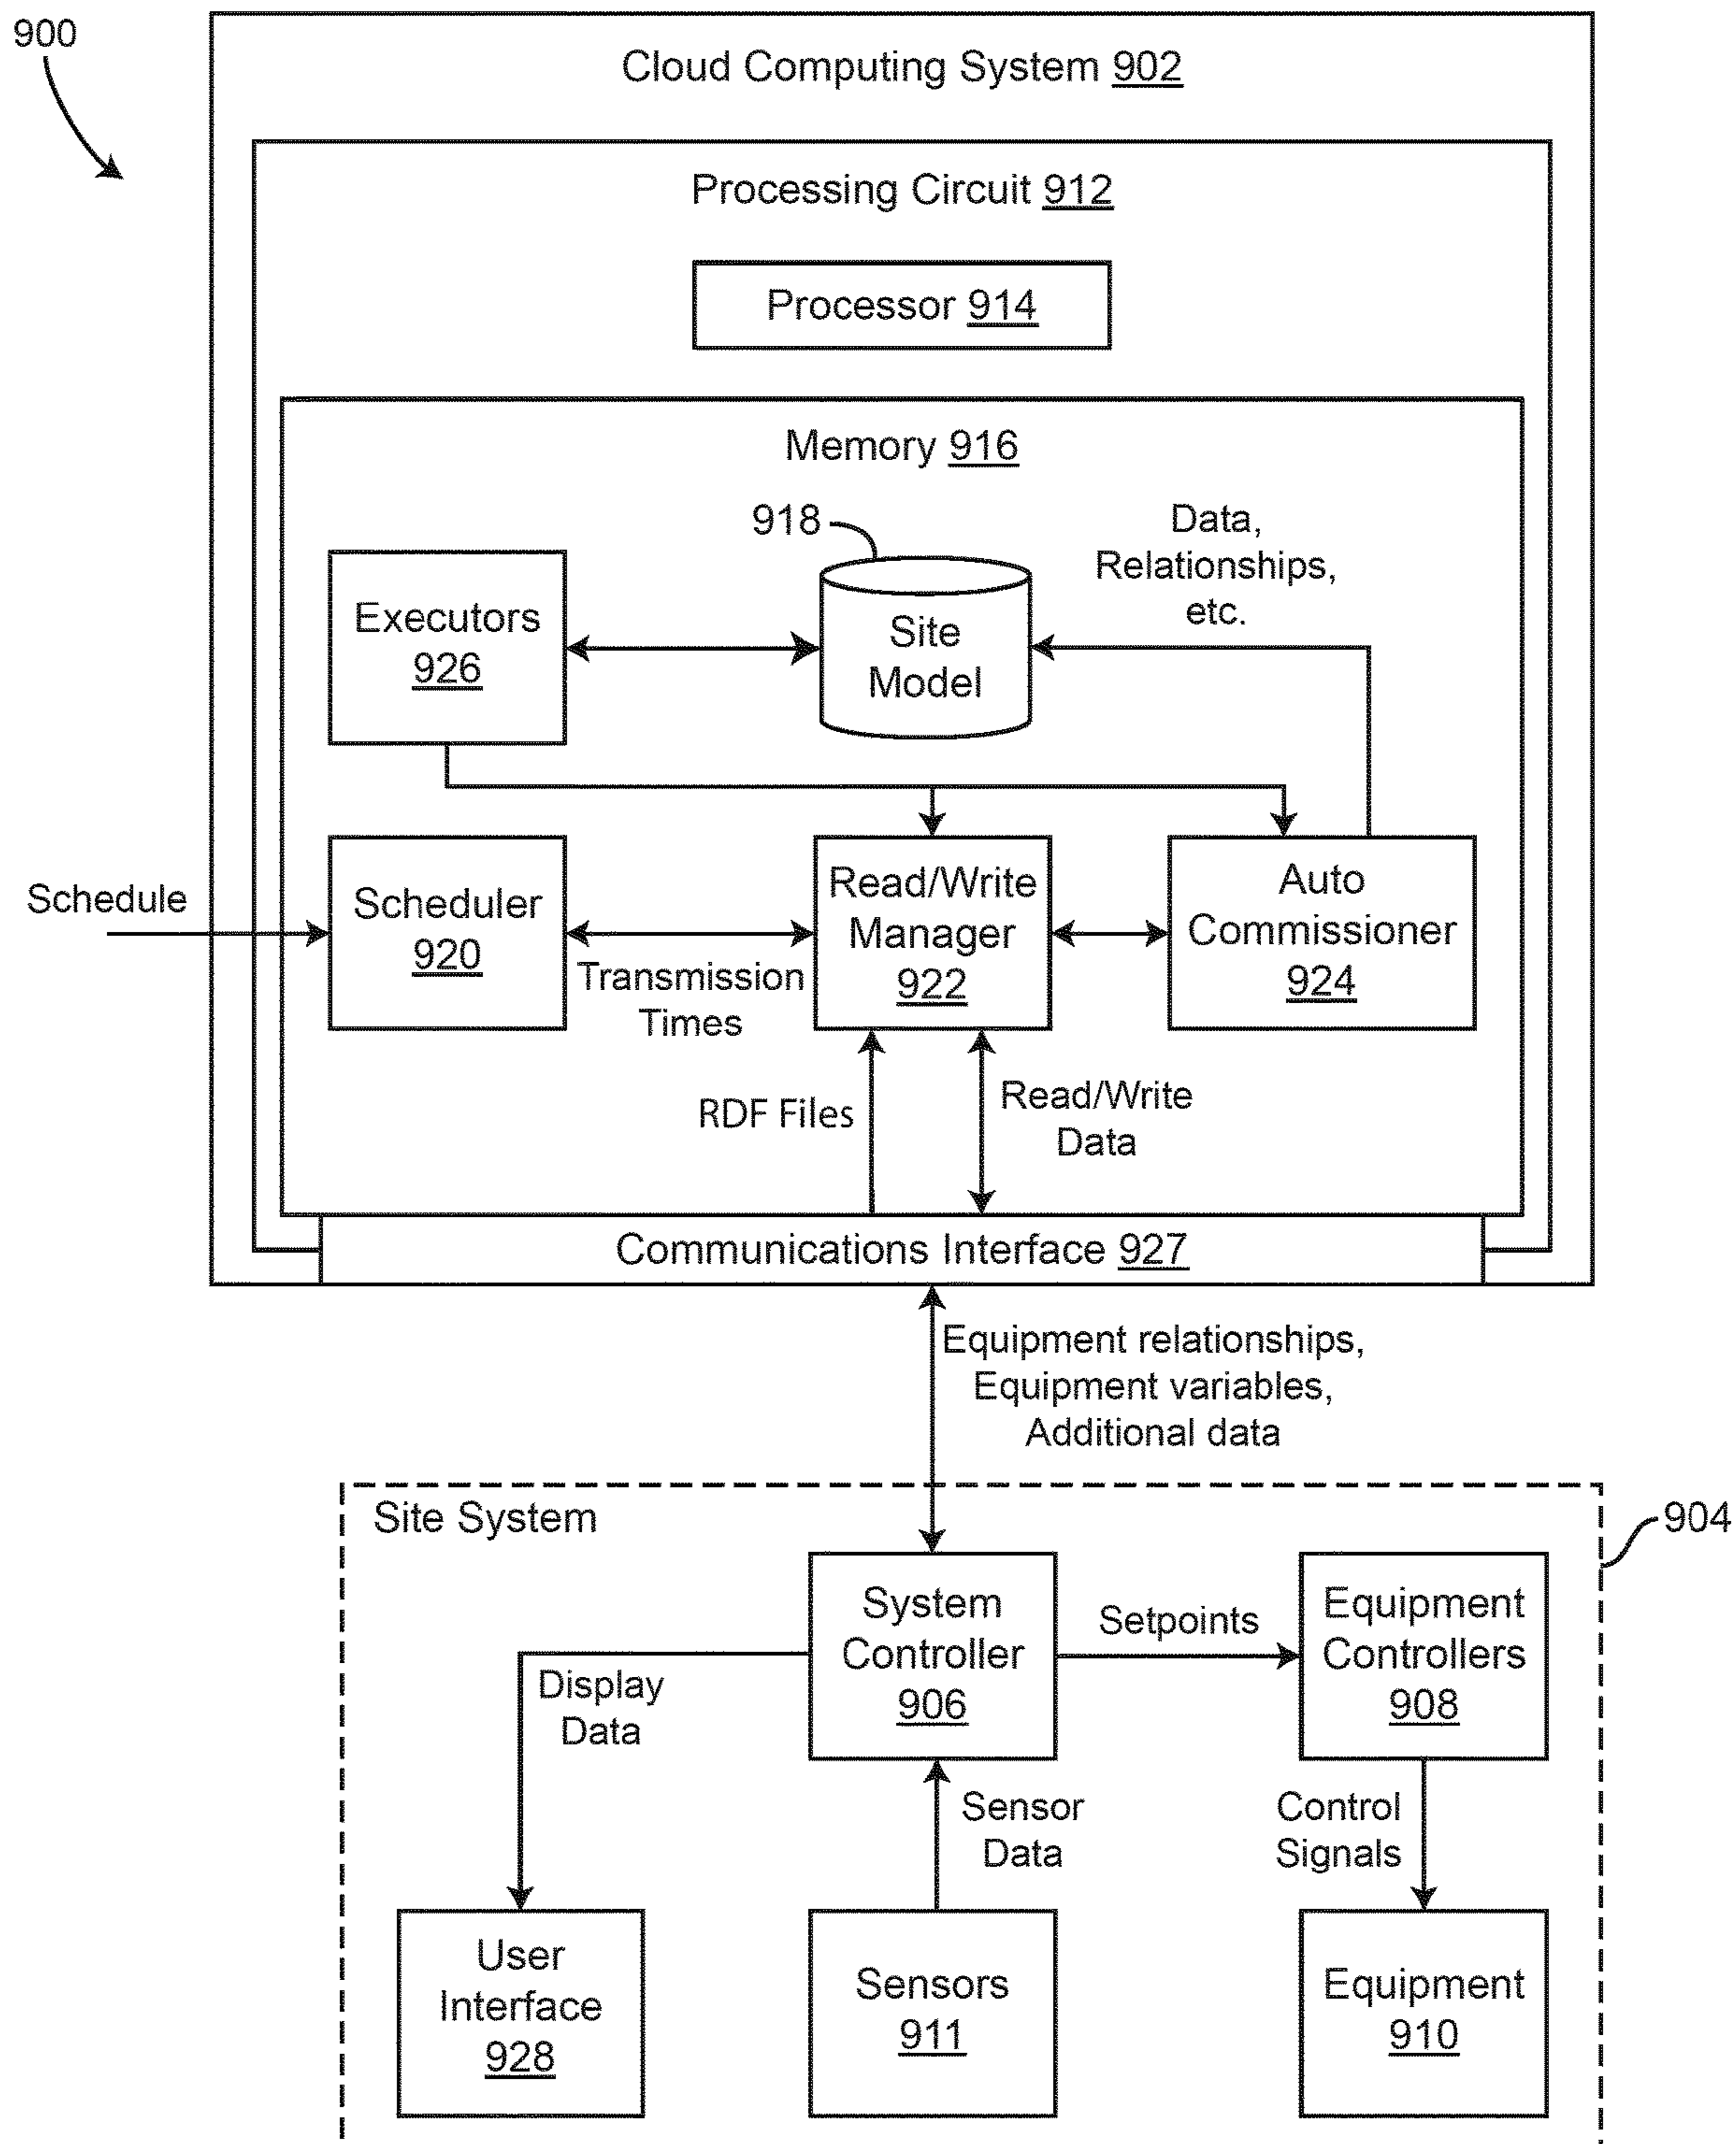 900
Cloud Computing System 902
Processing Circuit 912
Processor 914
Memory 916
918
Data,
Relationships,
etc.
Executors
926
Site
Model
Schedule
Scheduler
920
Transmission
Times
Read/Write
Manager
922
Auto
Commissioner
924
RDF Files
Read/Write
Data
Communications Interface 927
Equipment relationships,
Equipment variables,
Additional data
Site System
904
System
Controller
906
Setpoints
Equipment
Controllers
908
Display
Data
Sensor
Data
Control
Signals
User
Interface
928
Sensors
911
Equipment
910